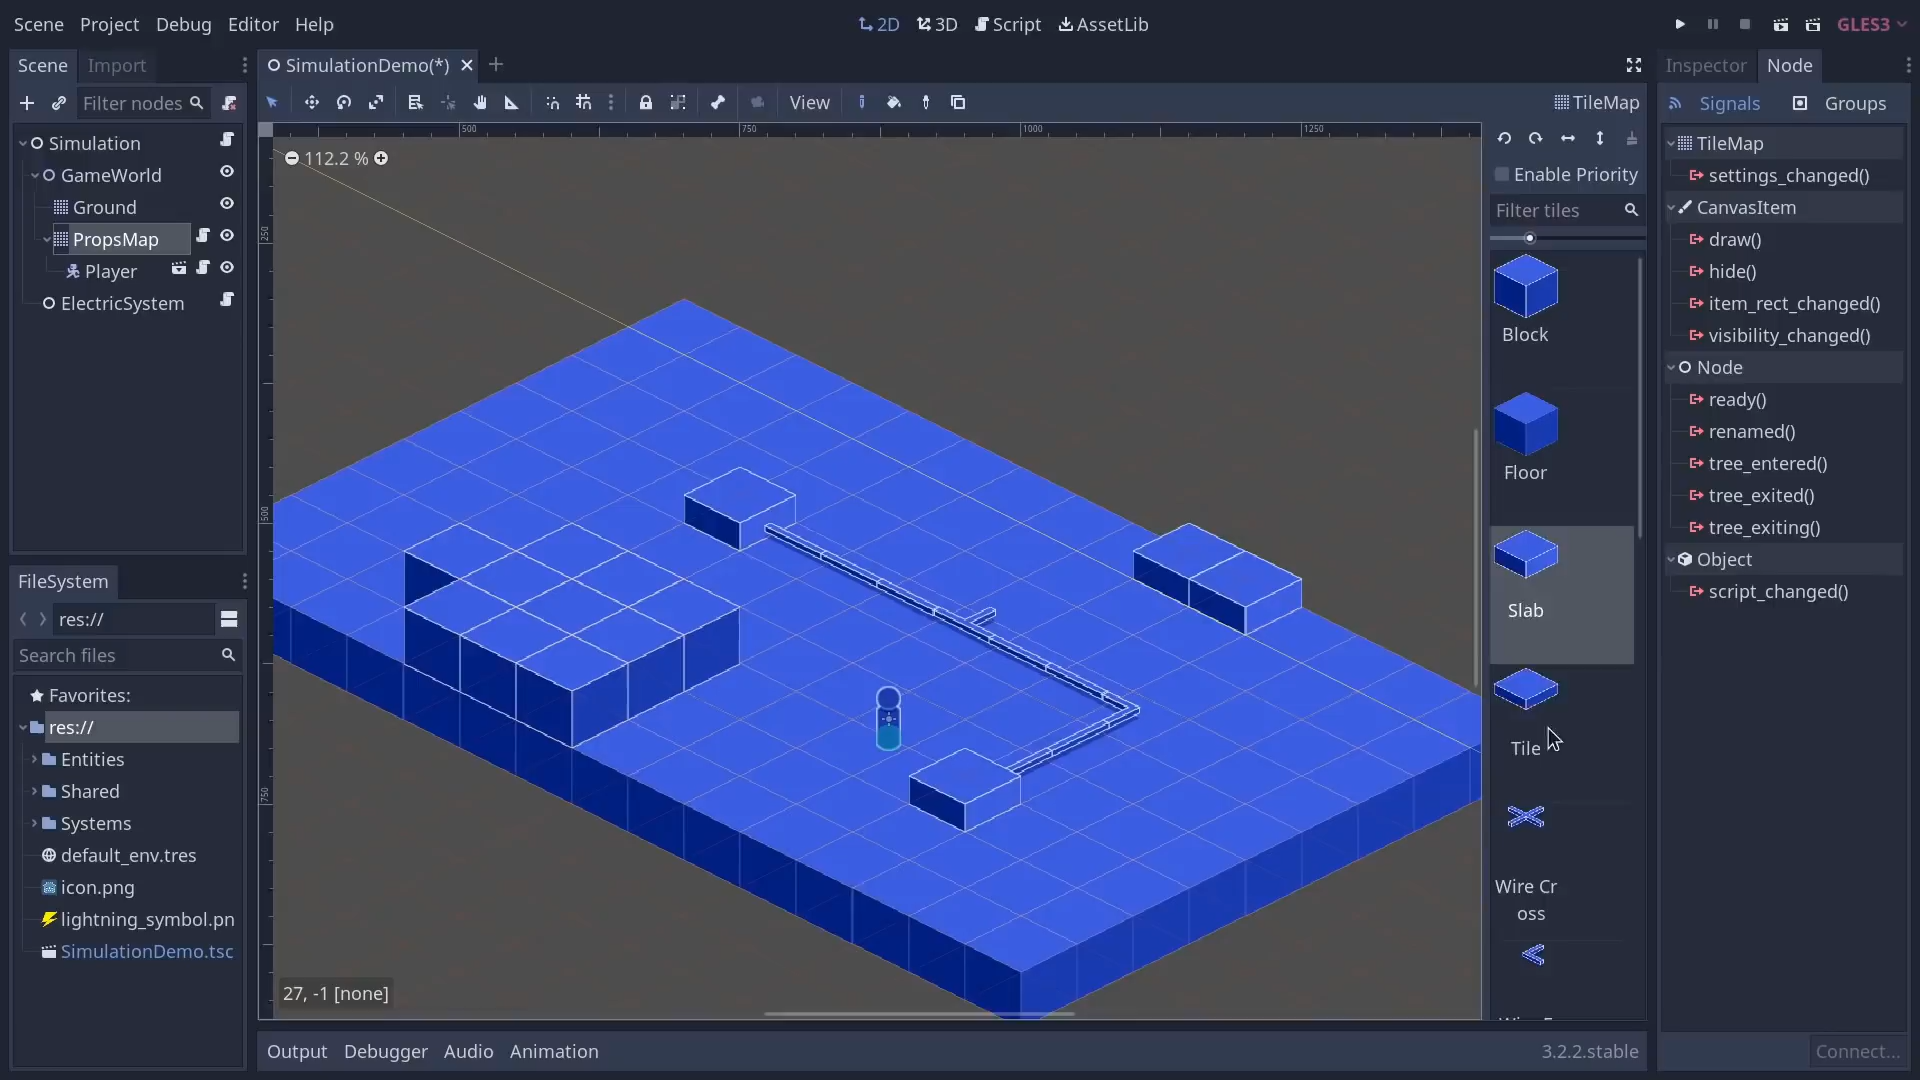 Scene Project Debug Editor Help
2D 3D Script AssetLib
GLES3
Scene Import
SimulationDemo(*)
Inspector Node
Filter nodes
View
TileMap
Signals Groups
Simulation
GameWorld
Ground
PropsMap
Player
ElectricSystem
500 750 1000 1250
250
500
750
112.2 %
27, -1 [none]
Enable Priority
Filter tiles
Block
Floor
Slab
Tile
Wire Cr
oss
TileMap
settings_changed()
CanvasItem
draw()
hide()
item_rect_changed()
visibility_changed()
Node
ready()
renamed()
tree_entered()
tree_exited()
tree_exiting()
Object
script_changed()
FileSystem
res://
Search files
Favorites:
res://
Entities
Shared
Systems
default_env.tres
icon.png
lightning_symbol.pn
SimulationDemo.tsc
Output Debugger Audio Animation
3.2.2.stable
Connect...